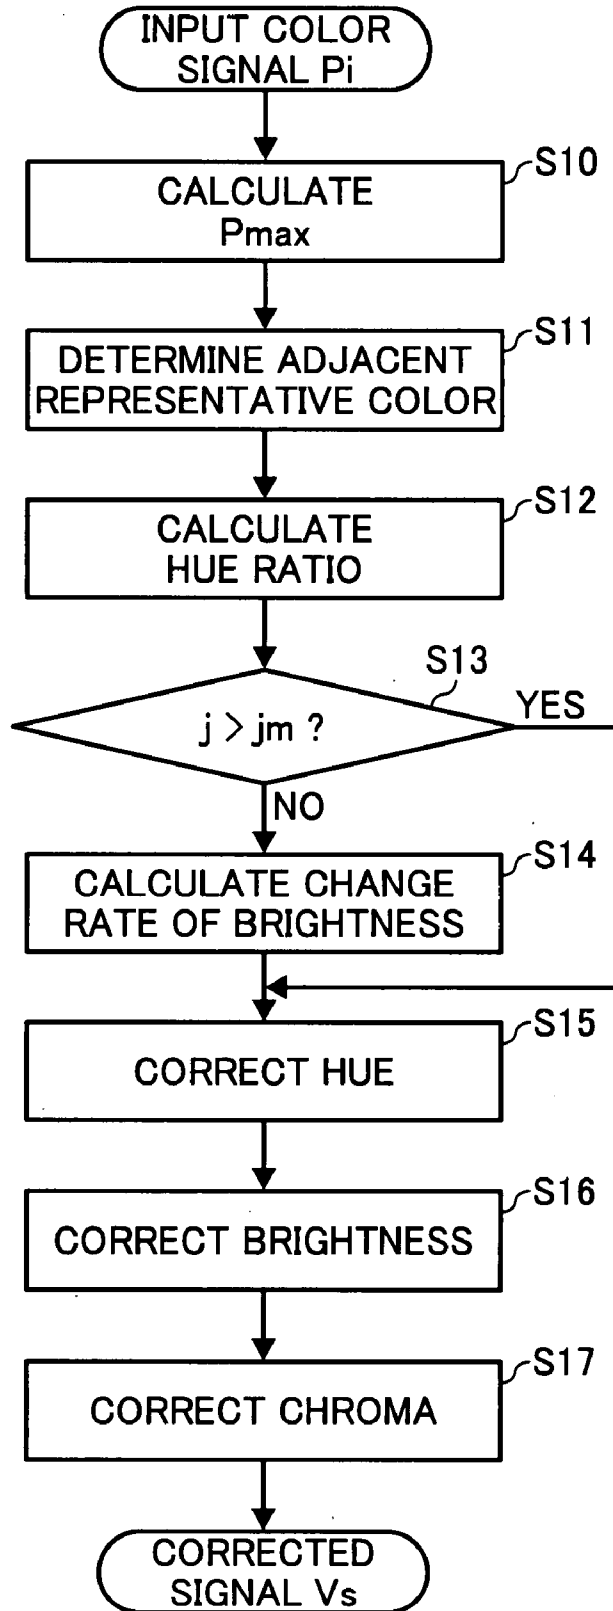 INPUT COLOR
SIGNAL Pi
S10
CALCULATE
Pmax
S11
DETERMINE ADJACENT
REPRESENTATIVE COLOR
S12
CALCULATE
HUE RATIO
S13
j > jm ?
YES
NO
S14
CALCULATE CHANGE
RATE OF BRIGHTNESS
S15
CORRECT HUE
S16
CORRECT BRIGHTNESS
S17
CORRECT CHROMA
CORRECTED
SIGNAL Vs